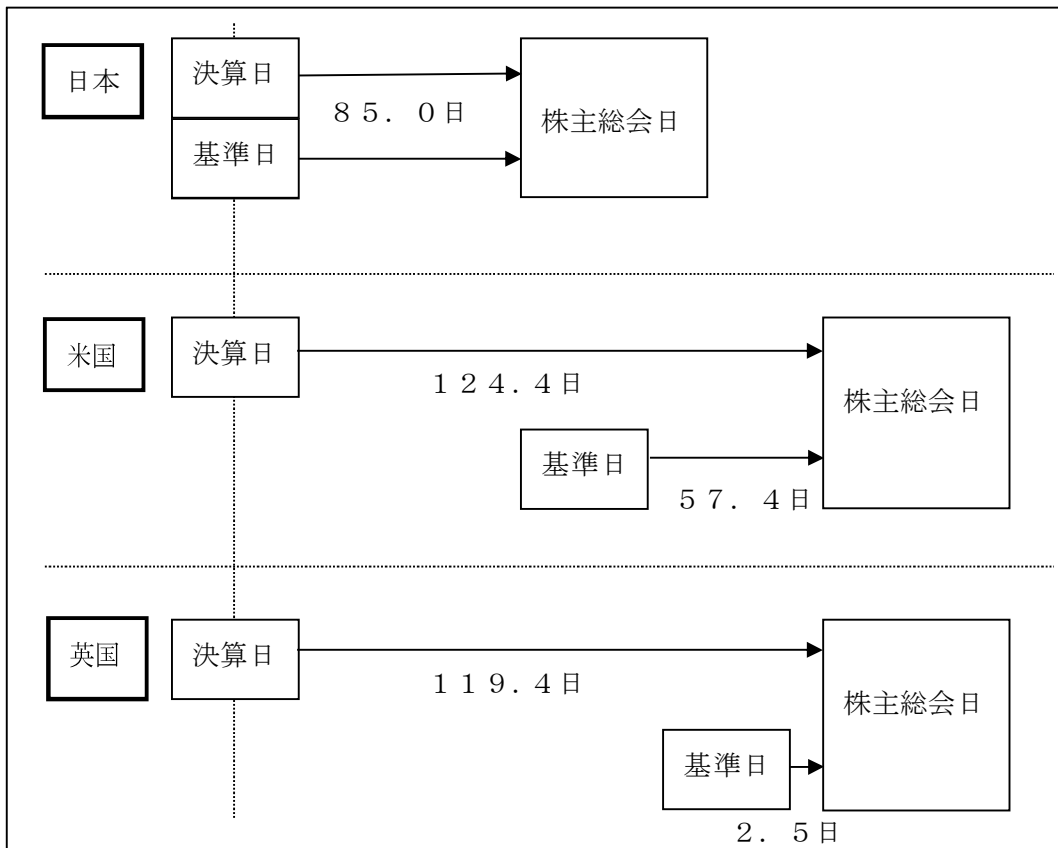 日本
決算日
８５．０日
基準日
株主総会日
米国
決算日
１２４.４日
基準日
５７．４日
株主総会日
英国
決算日
１１９.４日
基準日
２．５日
株主総会日